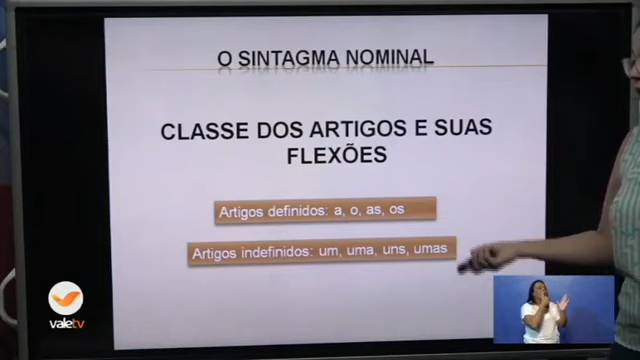 O SINTAGMA NOMINAL
CLASSE DOS ARTIGOS E SUAS
FLEXÕES
Artigos definidos: a, o, as, os
Artigos indefinidos: um, uma, uns, umas
valetv